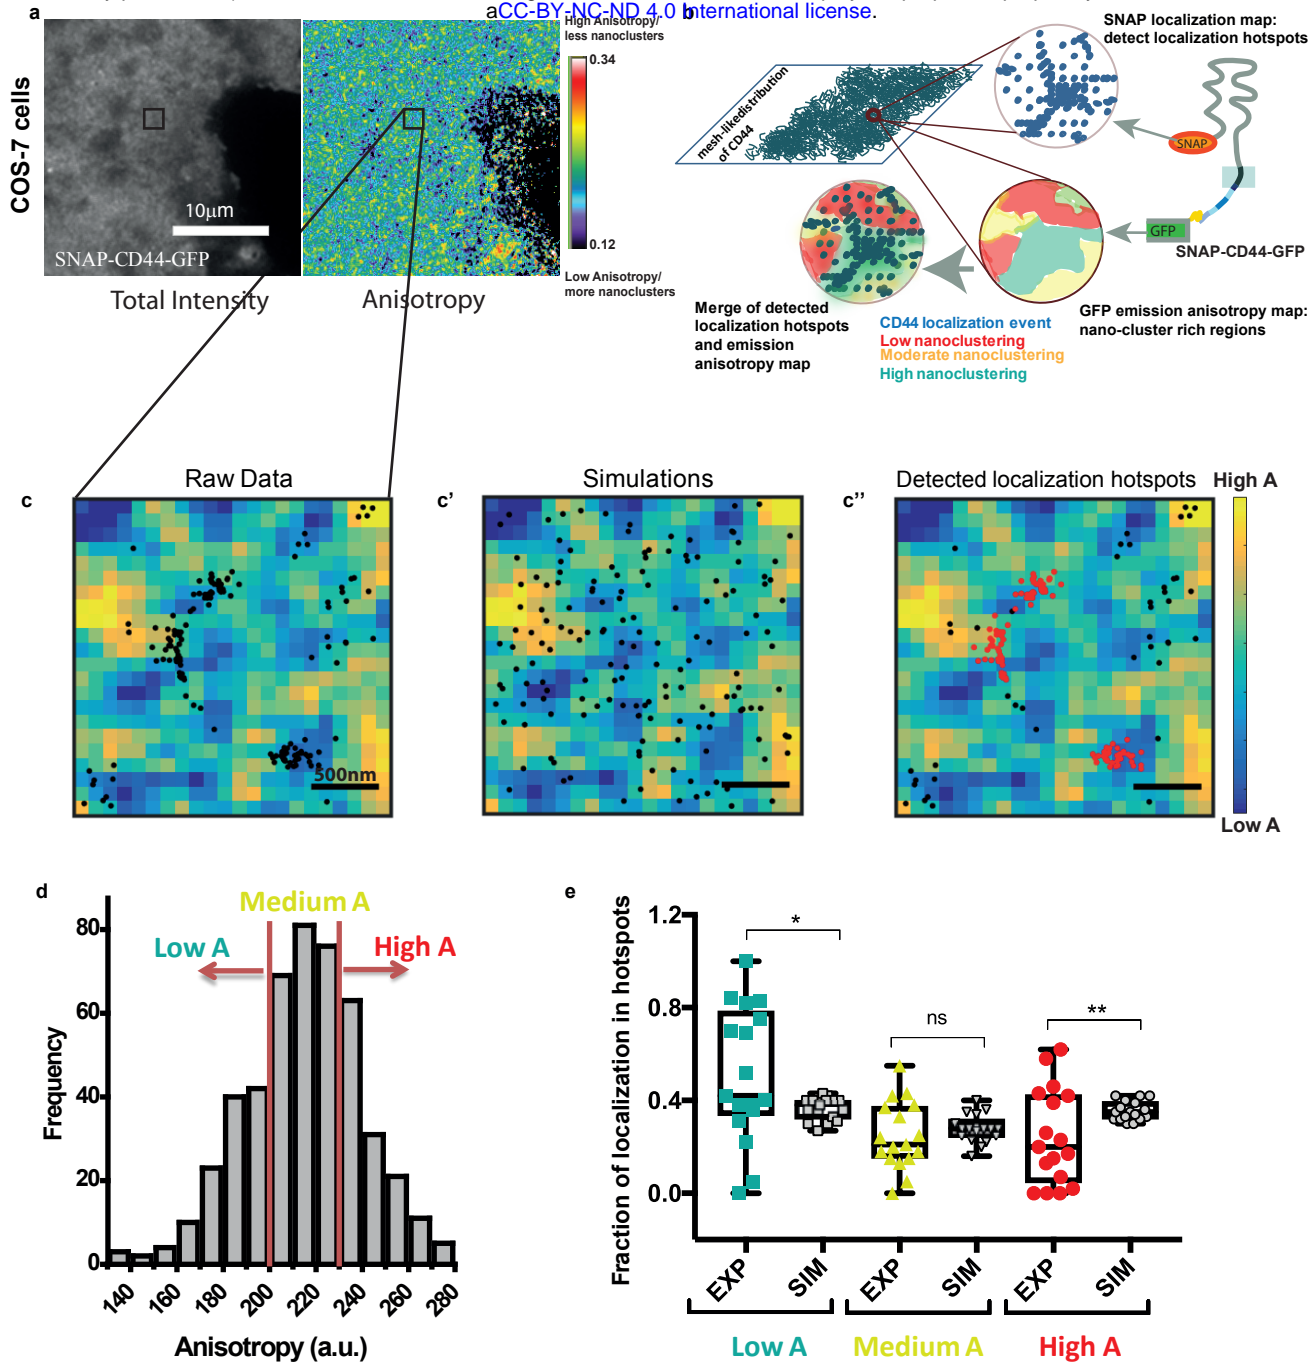 aCC-BY-NC-ND 4.0 International license.
a
COS-7 cells
10µm
SNAP-CD44-GFP
Total Intensity
Anisotropy
High Anisotropy/
less nanoclusters
0.34
0.12
Low Anisotropy/
more nanoclusters
b
mesh-likedistribution
of CD44
SNAP localization map:
detect localization hotspots
SNAP
GFP
SNAP-CD44-GFP
Merge of detected
localization hotspots
and emission
anisotropy map
CD44 localization event
Low nanoclustering
Moderate nanoclustering
High nanoclustering
GFP emission anisotropy map:
nano-cluster rich regions
c
Raw Data
500nm
c'
Simulations
c''
Detected localization hotspots
High A
Low A
d
Medium A
Low A
High A
Frequency
80
60
40
20
0
140
160
180
200
220
240
260
280
Anisotropy (a.u.)
e
Fraction of localization in hotspots
1.2
0.8
0.4
0.0
*
ns
**
EXP
SIM
EXP
SIM
EXP
SIM
Low A
Medium A
High A